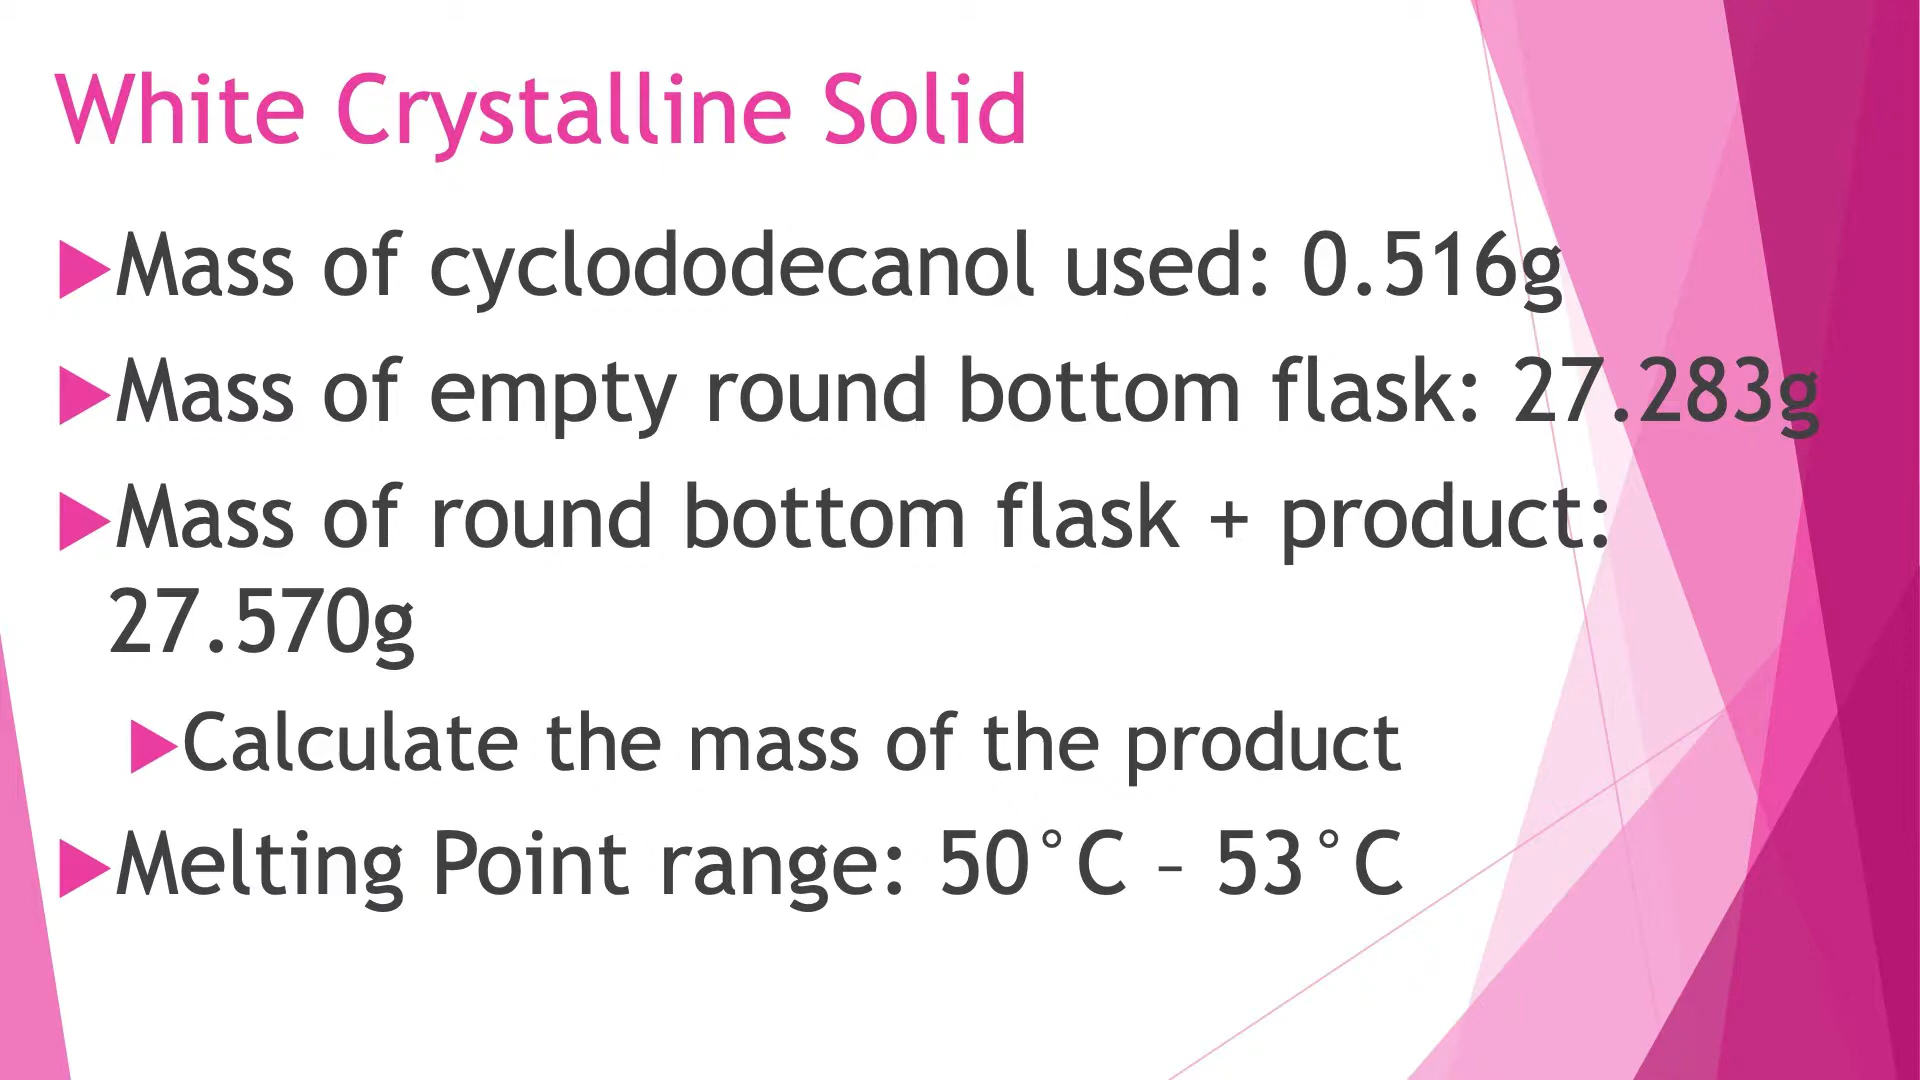 White Crystalline Solid
Mass of cyclododecanol used: 0.516g
Mass of empty round bottom flask: 27.283g
Mass of round bottom flask + product:
27.570g
Calculate the mass of the product
Melting Point range: 50°C – 53°C